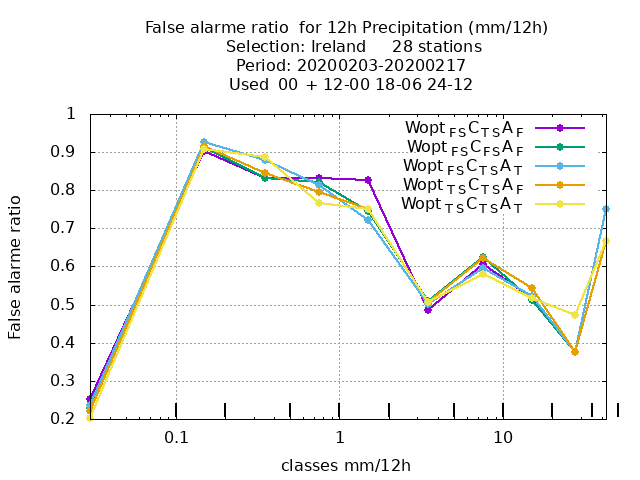 False alarme ratio  for 12h Precipitation (mm/12h)
Selection: Ireland     28 stations
Period: 20200203-20200217
Used  00 + 12-00 18-06 24-12
Wopt FS C TS A F
Wopt FS C FS A F
Wopt FS C TS A T
Wopt TS C TS A F
Wopt TS C TS A T
False alarme ratio
1
0.9
0.8
0.7
0.6
0.5
0.4
0.3
0.2
0.1 1 10
classes mm/12h